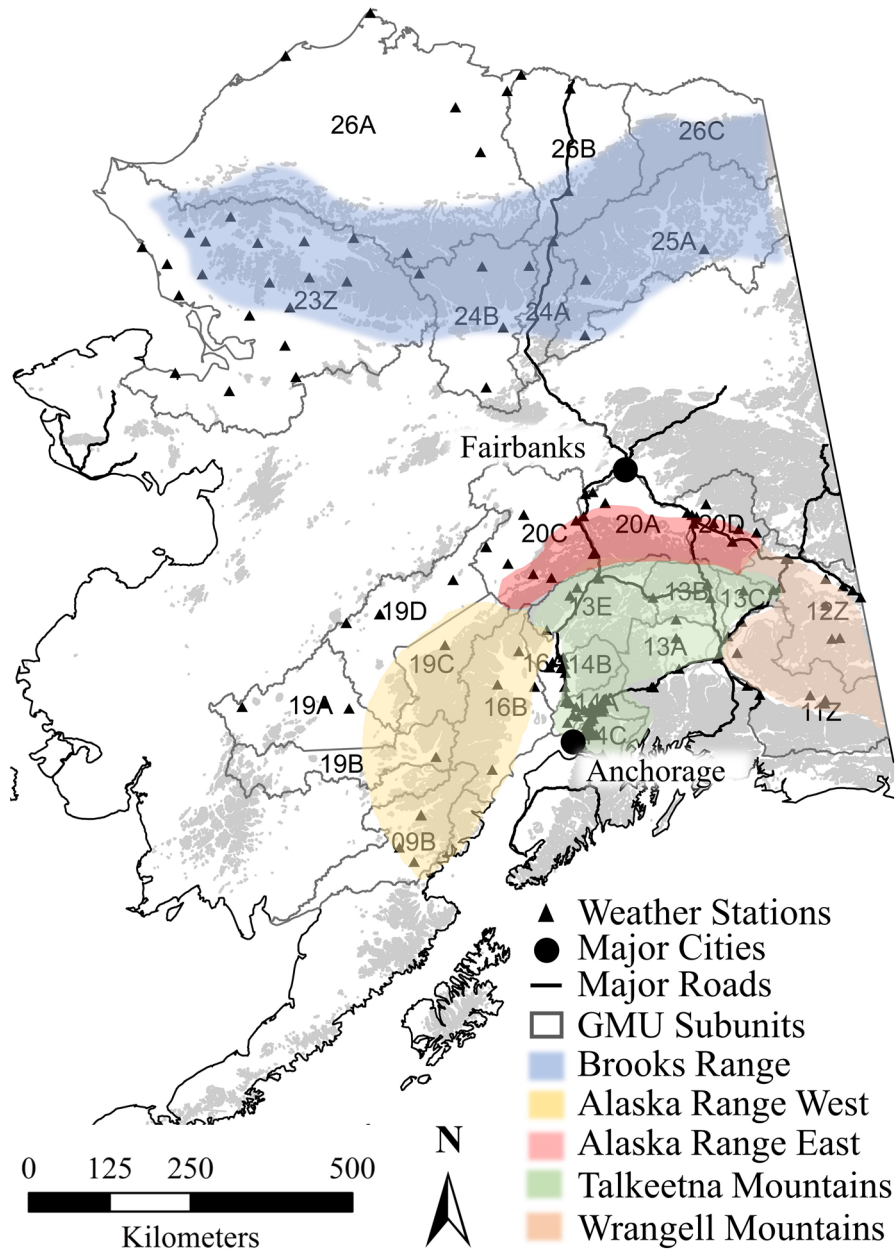 26A
26B
26C
25A
23Z
24B
24A
Fairbanks
20C
20A
20D
13E
13B
13C
12Z
19D
19C
13A
14B
16B
19A
14A
11Z
14C
19B
Anchorage
09B
Weather Stations
Major Cities
Major Roads
GMU Subunits
Brooks Range
Alaska Range West
Alaska Range East
Talkeetna Mountains
Wrangell Mountains
N
0 125 250 500
Kilometers